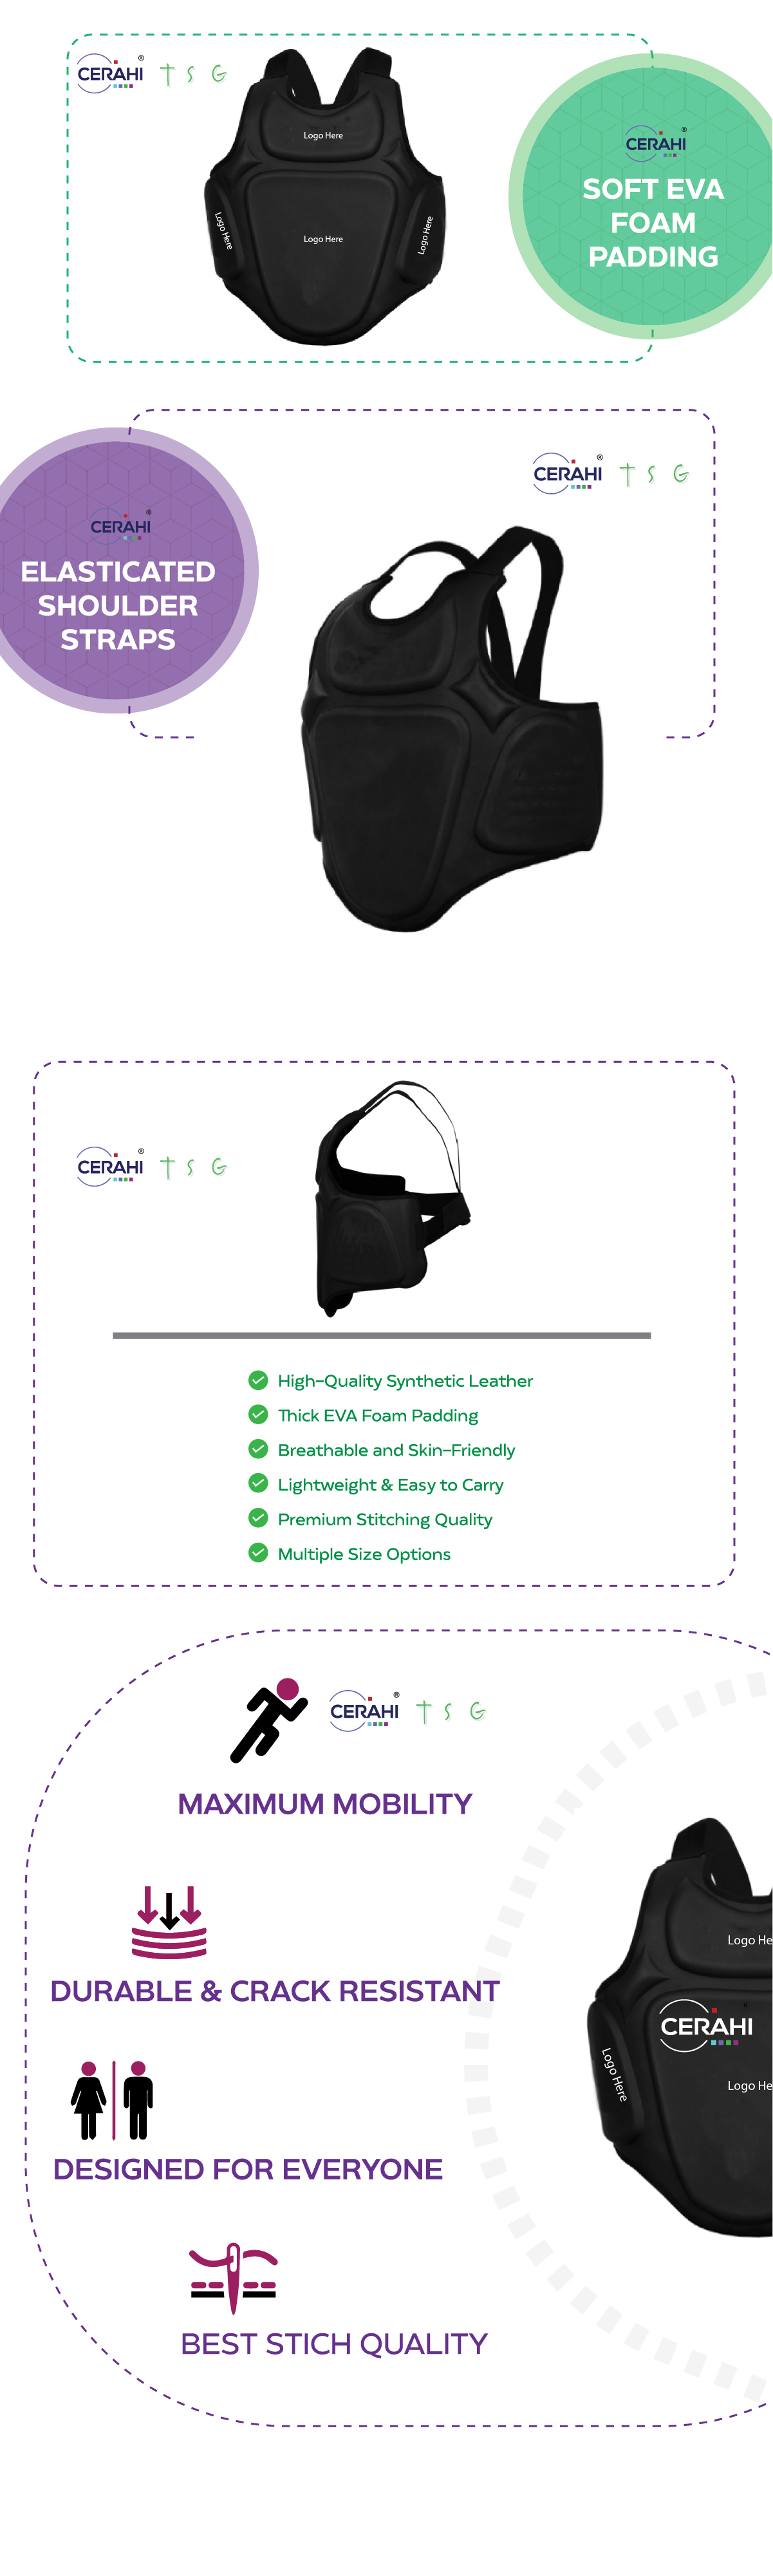 CERAHI ® T S G
Logo Here
Logo Here
Logo Here
Logo Here
CERAHI ®
SOFT EVA
FOAM
PADDING
CERAHI ® T S G
CERAHI ®
ELASTICATED
SHOULDER
STRAPS
CERAHI ® T S G
High-Quality Synthetic Leather
Thick EVA Foam Padding
Breathable and Skin-Friendly
Lightweight & Easy to Carry
Premium Stitching Quality
Multiple Size Options
CERAHI ® T S G
MAXIMUM MOBILITY
DURABLE & CRACK RESISTANT
DESIGNED FOR EVERYONE
BEST STICH QUALITY
Logo He
CERAHI
Logo Here
Logo He